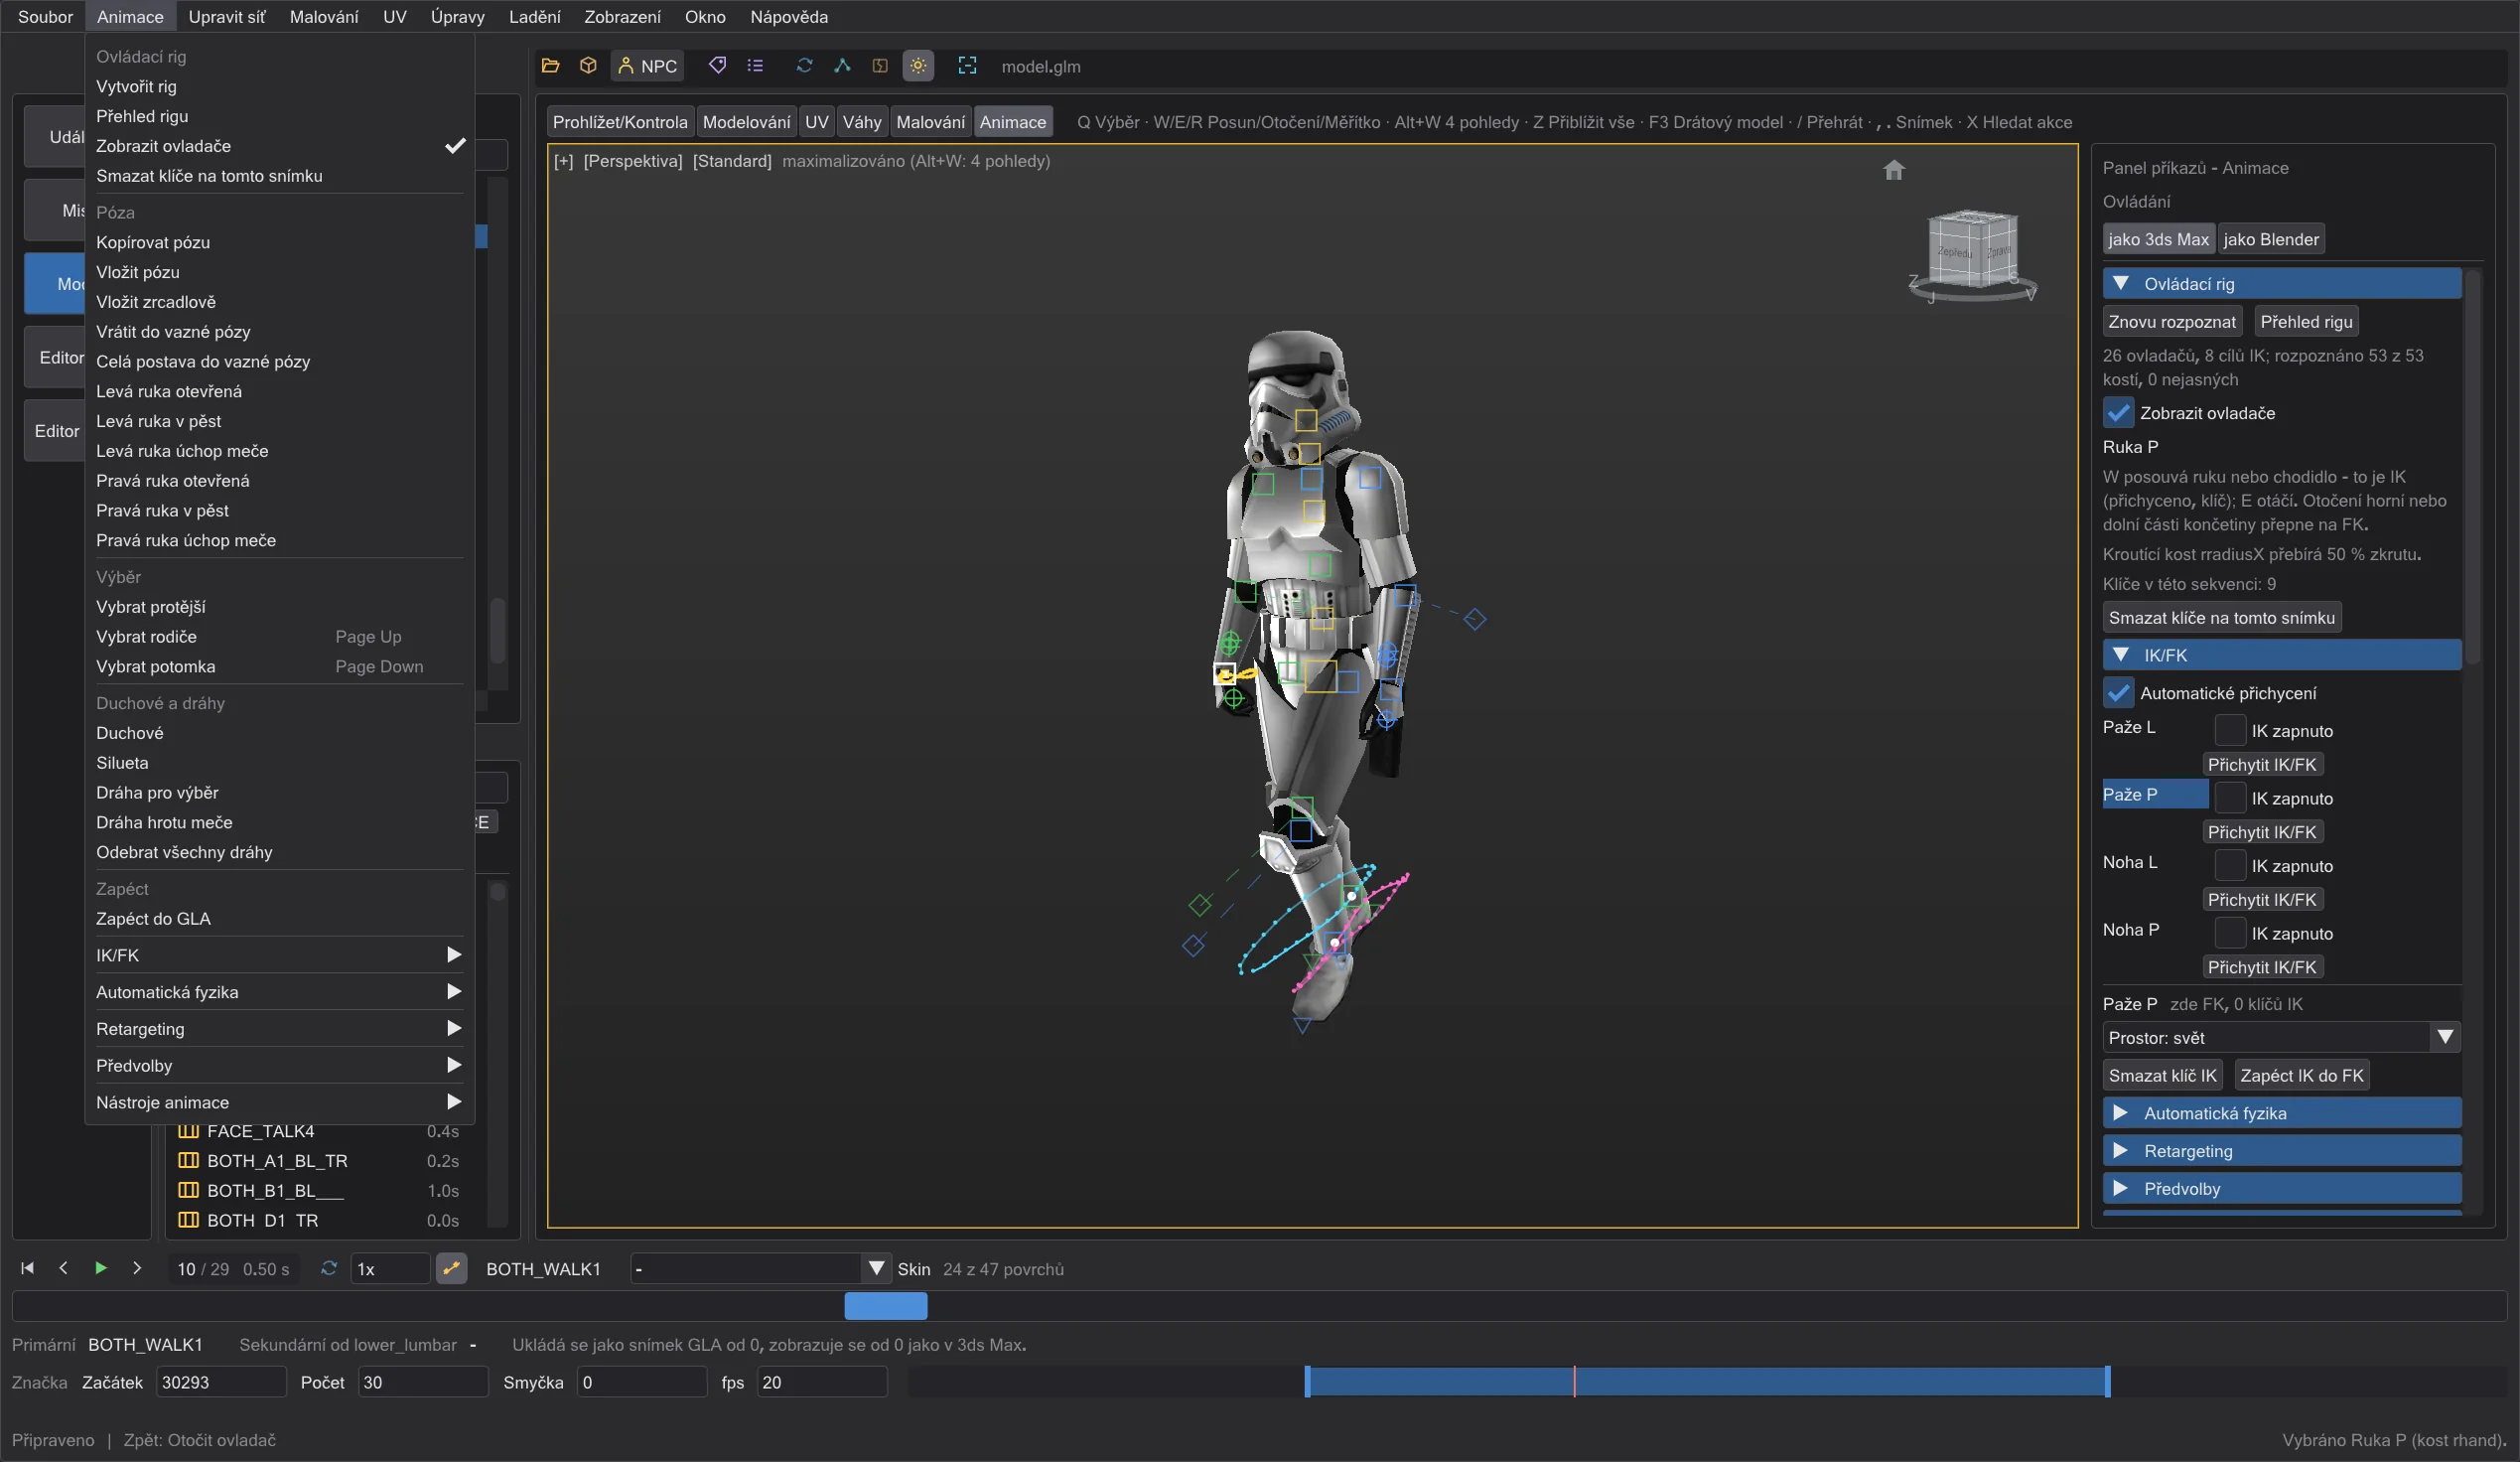 Soubor Animace Upravit síť Malování UV Úpravy Ladění Zobrazení Okno Nápověda
Ovládací rig
Vytvořit rig
Přehled rigu
Zobrazit ovladače
Smazat klíče na tomto snímku
Póza
Kopírovat pózu
Vložit pózu
Vložit zrcadlově
Vrátit do vazné pózy
Celá postava do vazné pózy
Levá ruka otevřená
Levá ruka v pěst
Levá ruka úchop meče
Pravá ruka otevřená
Pravá ruka v pěst
Pravá ruka úchop meče
Výběr
Vybrat protější
Vybrat rodiče Page Up
Vybrat potomka Page Down
Duchové a dráhy
Duchové
Silueta
Dráha pro výběr
Dráha hrotu meče
Odebrat všechny dráhy
Zapéct
Zapéct do GLA
IK/FK
Automatická fyzika
Retargeting
Předvolby
Nástroje animace
Editor
Editor
FACE_TALK4 0.4s
BOTH_A1_BL_TR 0.2s
BOTH_B1_BL___ 1.0s
BOTH_D1_TR 0.0s
NPC model.glm
Prohlížet/Kontrola Modelování UV Váhy Malování Animace Q Výběr · W/E/R Posun/Otočení/Měřítko · Alt+W 4 pohledy · Z Přiblížit vše · F3 Drátový model · / Přehrát · , . Snímek · X Hledat akce
[+] [Perspektiva] [Standard] maximalizováno (Alt+W: 4 pohledy)
Zepředu Zprava
Z J S V
Panel příkazů - Animace
Ovládání
jako 3ds Max jako Blender
Ovládací rig
Znovu rozpoznat Přehled rigu
26 ovladačů, 8 cílů IK; rozpoznáno 53 z 53
kostí, 0 nejasných
Zobrazit ovladače
Ruka P
W posouvá ruku nebo chodidlo - to je IK
(přichyceno, klíč); E otáčí. Otočení horní nebo
dolní části končetiny přepne na FK.
Kroutící kost rradiusX přebírá 50 % zkrutu.
Klíče v této sekvenci: 9
Smazat klíče na tomto snímku
IK/FK
Automatické přichycení
Paže L IK zapnuto
Přichytit IK/FK
Paže P IK zapnuto
Přichytit IK/FK
Noha L IK zapnuto
Přichytit IK/FK
Noha P IK zapnuto
Přichytit IK/FK
Paže P zde FK, 0 klíčů IK
Prostor: svět
Smazat klíč IK Zapéct IK do FK
Automatická fyzika
Retargeting
Předvolby
10 / 29 0.50 s 1x BOTH_WALK1 - Skin 24 z 47 povrchů
Primární BOTH_WALK1 Sekundární od lower_lumbar - Ukládá se jako snímek GLA od 0, zobrazuje se od 0 jako v 3ds Max.
Značka Začátek 30293 Počet 30 Smyčka 0 fps 20
Připraveno | Zpět: Otočit ovladač Vybráno Ruka P (kost rhand).